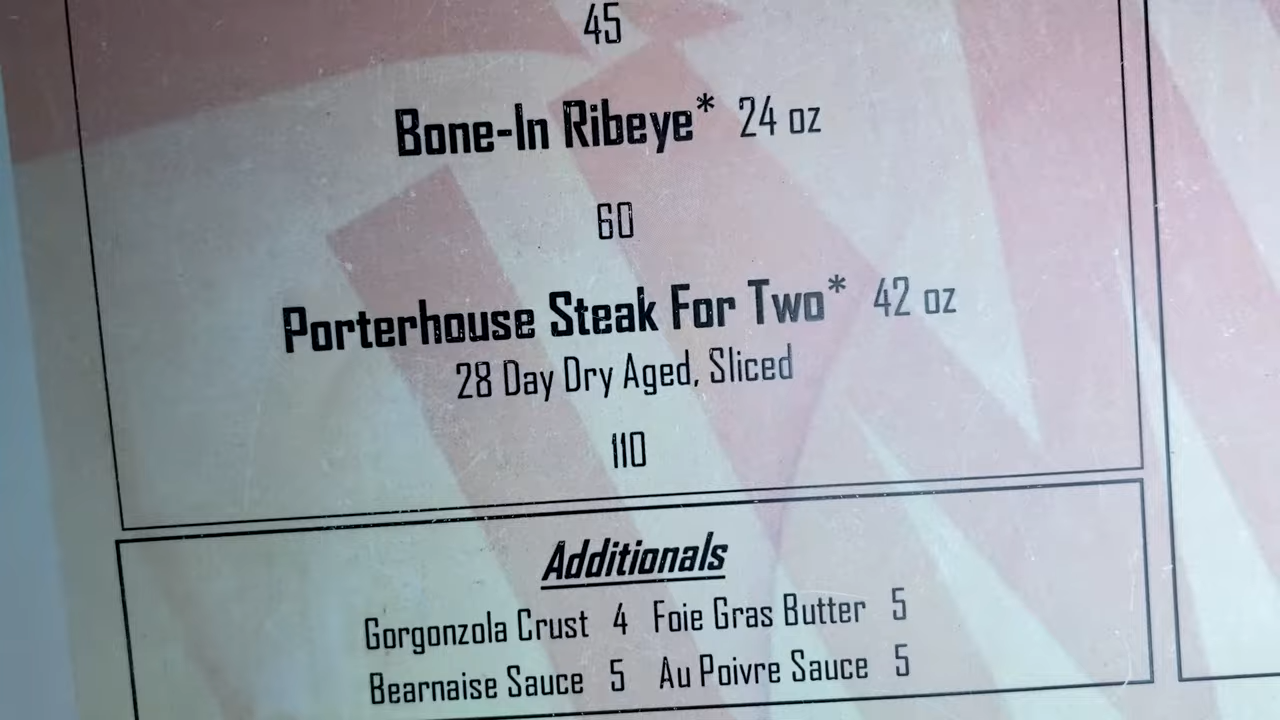 45
Bone-In Ribeye* 24 oz
60
Porterhouse Steak For Two* 42 oz
28 Day Dry Aged, Sliced
110
Additionals
Gorgonzola Crust 4 Foie Gras Butter 5
Bearnaise Sauce 5 Au Poivre Sauce 5